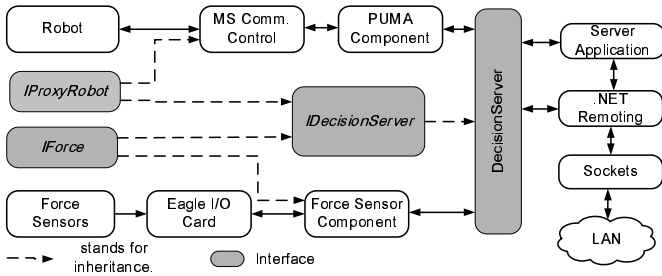 Robot
MS Comm.
Control
PUMA
Component
Server
Application
IProxyRobot
IDecisionServer
DecisionServer
.NET
Remoting
IForce
Sockets
Force
Sensors
Eagle I/O
Card
Force Sensor
Component
LAN
stands for
inheritance.
Interface